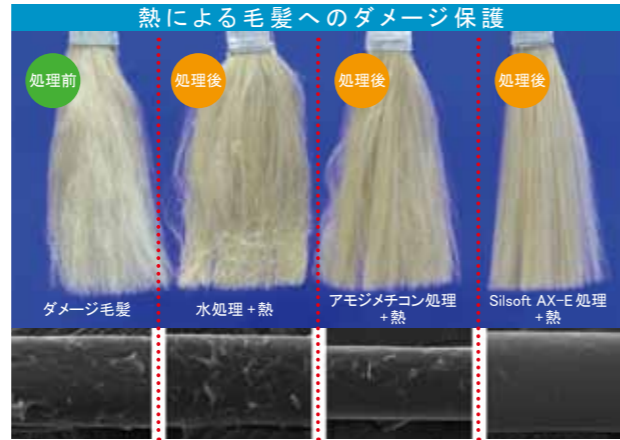 熱による毛髪へのダメージ保護
処理前
処理後
処理後
処理後
ダメージ毛髪
水処理+熱
アモジメチコン処理
+熱
Silsoft AX-E 処理
+熱